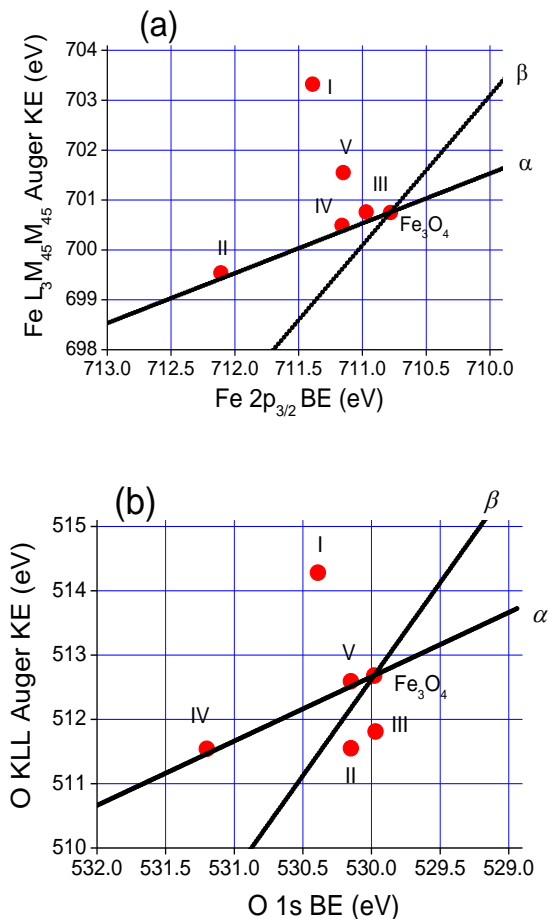 (a)
704
703
702
701
700
699
698
Fe L₃M₄₅M₄₅ Auger KE (eV)
I
V
III
IV
II
Fe₃O₄
β
α
713.0 712.5 712.0 711.5 711.0 710.5 710.0
Fe 2p₃/₂ BE (eV)
(b)
515
514
513
512
511
510
O KLL Auger KE (eV)
β
I
α
V
Fe₃O₄
IV
III
II
532.0 531.5 531.0 530.5 530.0 529.5 529.0
O 1s BE (eV)